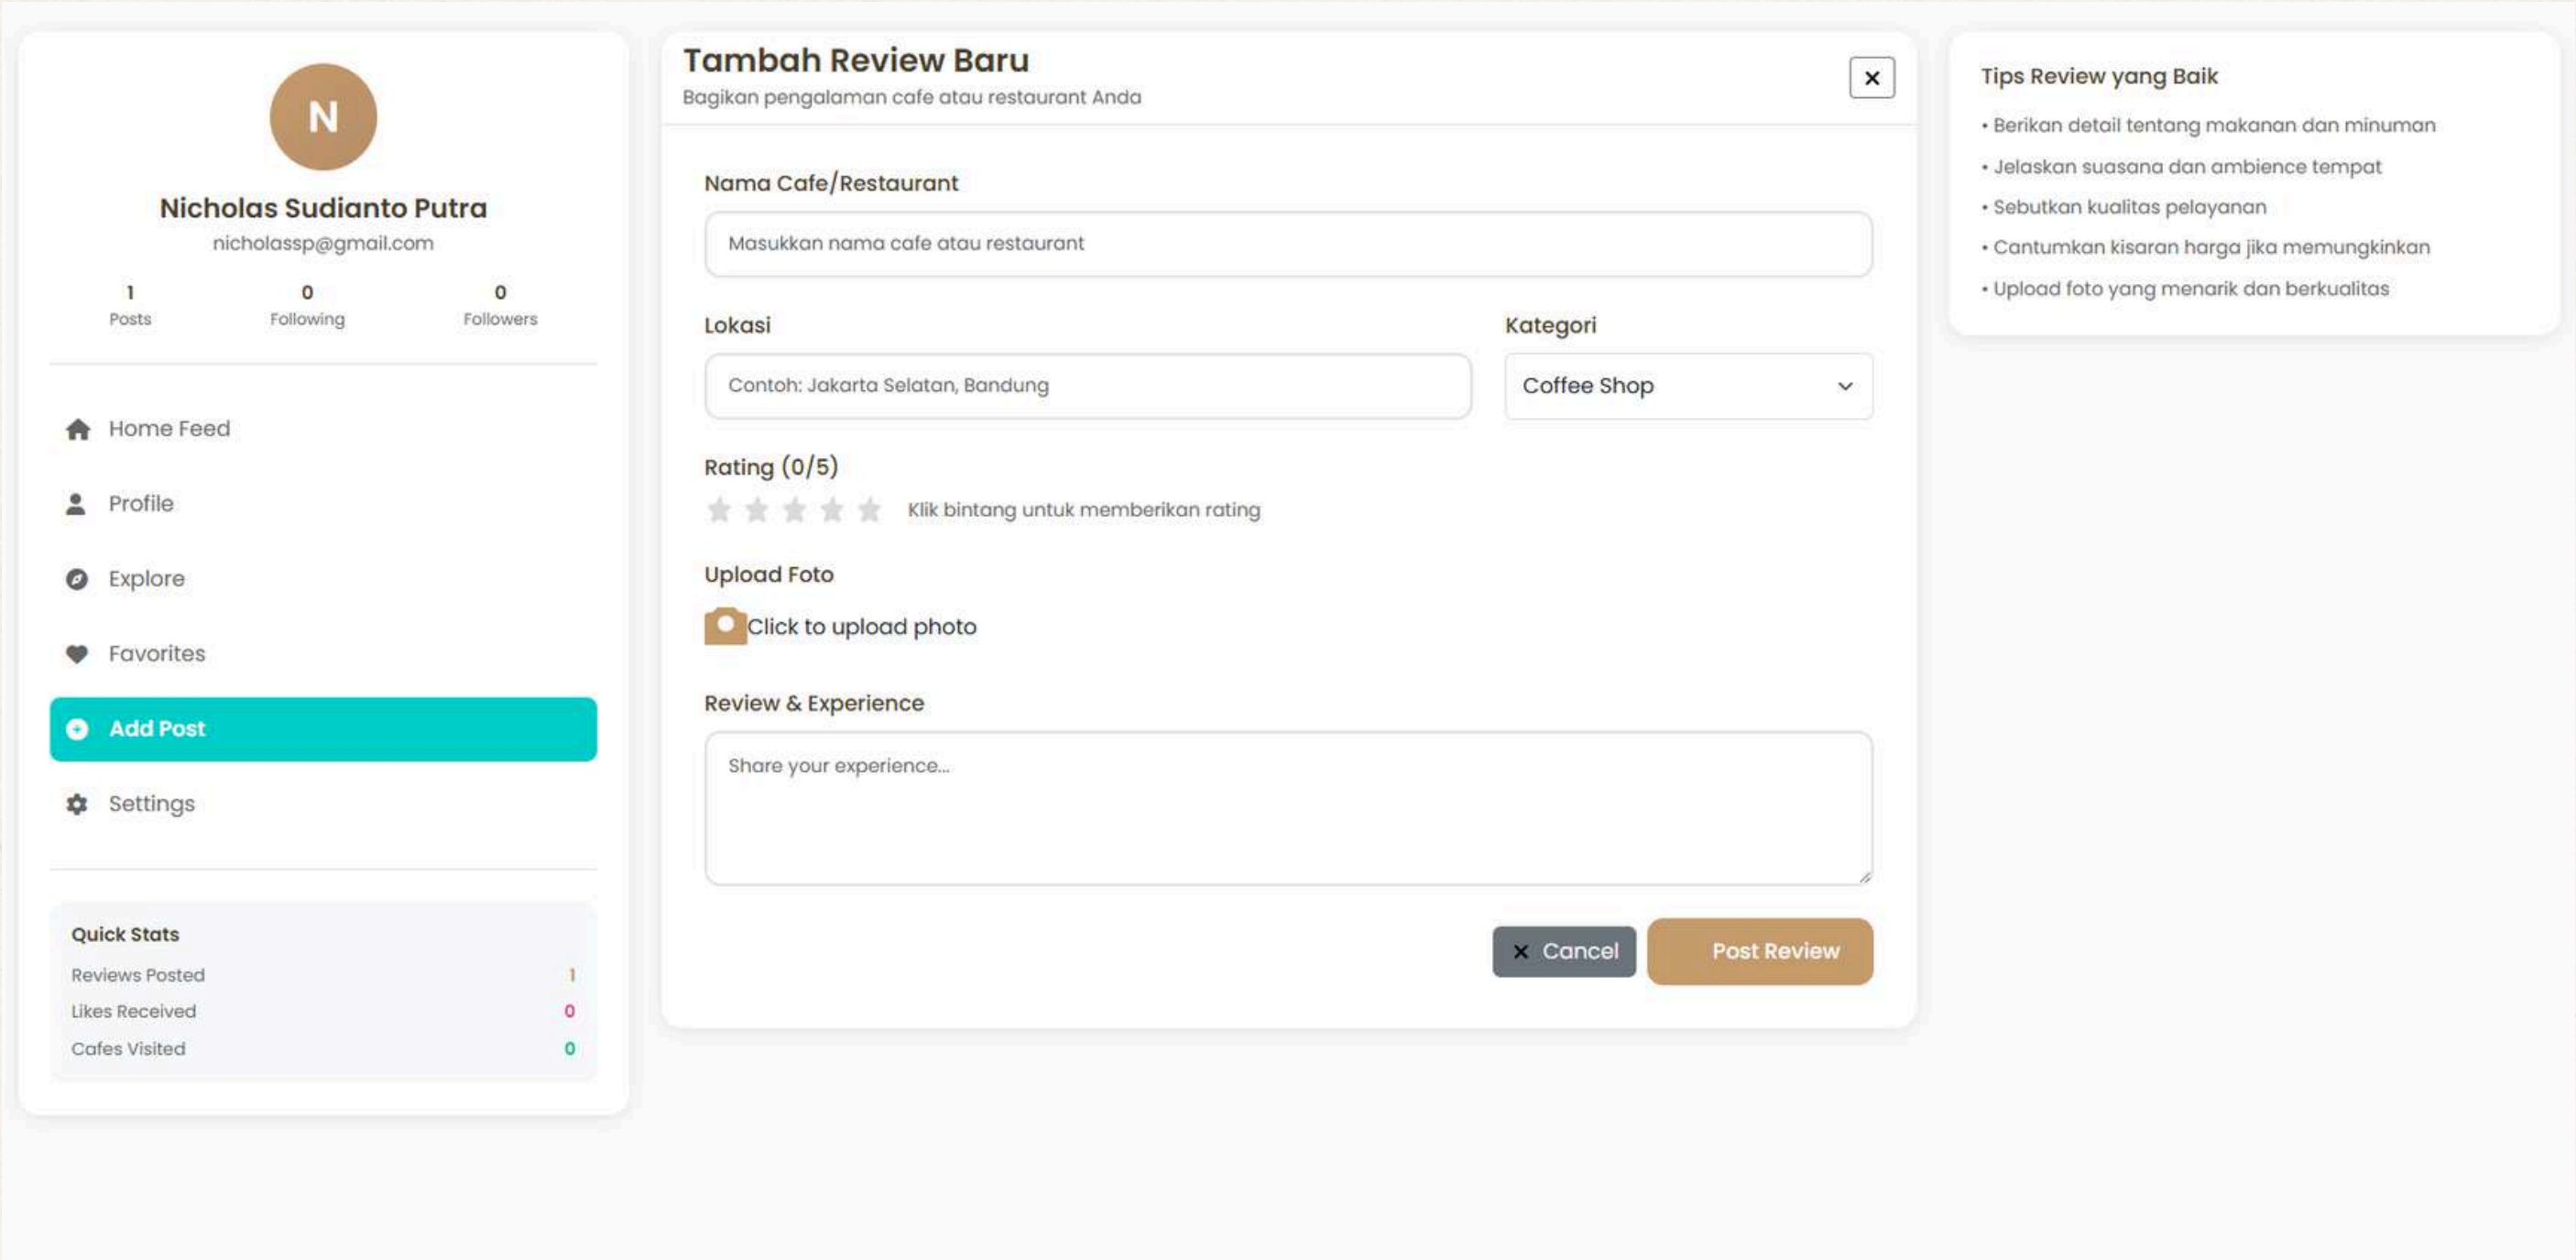 N
Nicholas Sudianto Putra
nicholassp@gmail.com
1 0 0
Posts Following Followers
Home Feed
Profile
Explore
Favorites
Add Post
Settings
Quick Stats
Reviews Posted 1
Likes Received 0
Cafes Visited 0
Tambah Review Baru
Bagikan pengalaman cafe atau restaurant Anda
Nama Cafe/Restaurant
Masukkan nama cafe atau restaurant
Lokasi Kategori
Contoh: Jakarta Selatan, Bandung Coffee Shop
Rating (0/5)
Klik bintang untuk memberikan rating
Upload Foto
Click to upload photo
Review & Experience
Share your experience...
Cancel Post Review
Tips Review yang Baik
• Berikan detail tentang makanan dan minuman
• Jelaskan suasana dan ambience tempat
• Sebutkan kualitas pelayanan
• Cantumkan kisaran harga jika memungkinkan
• Upload foto yang menarik dan berkualitas